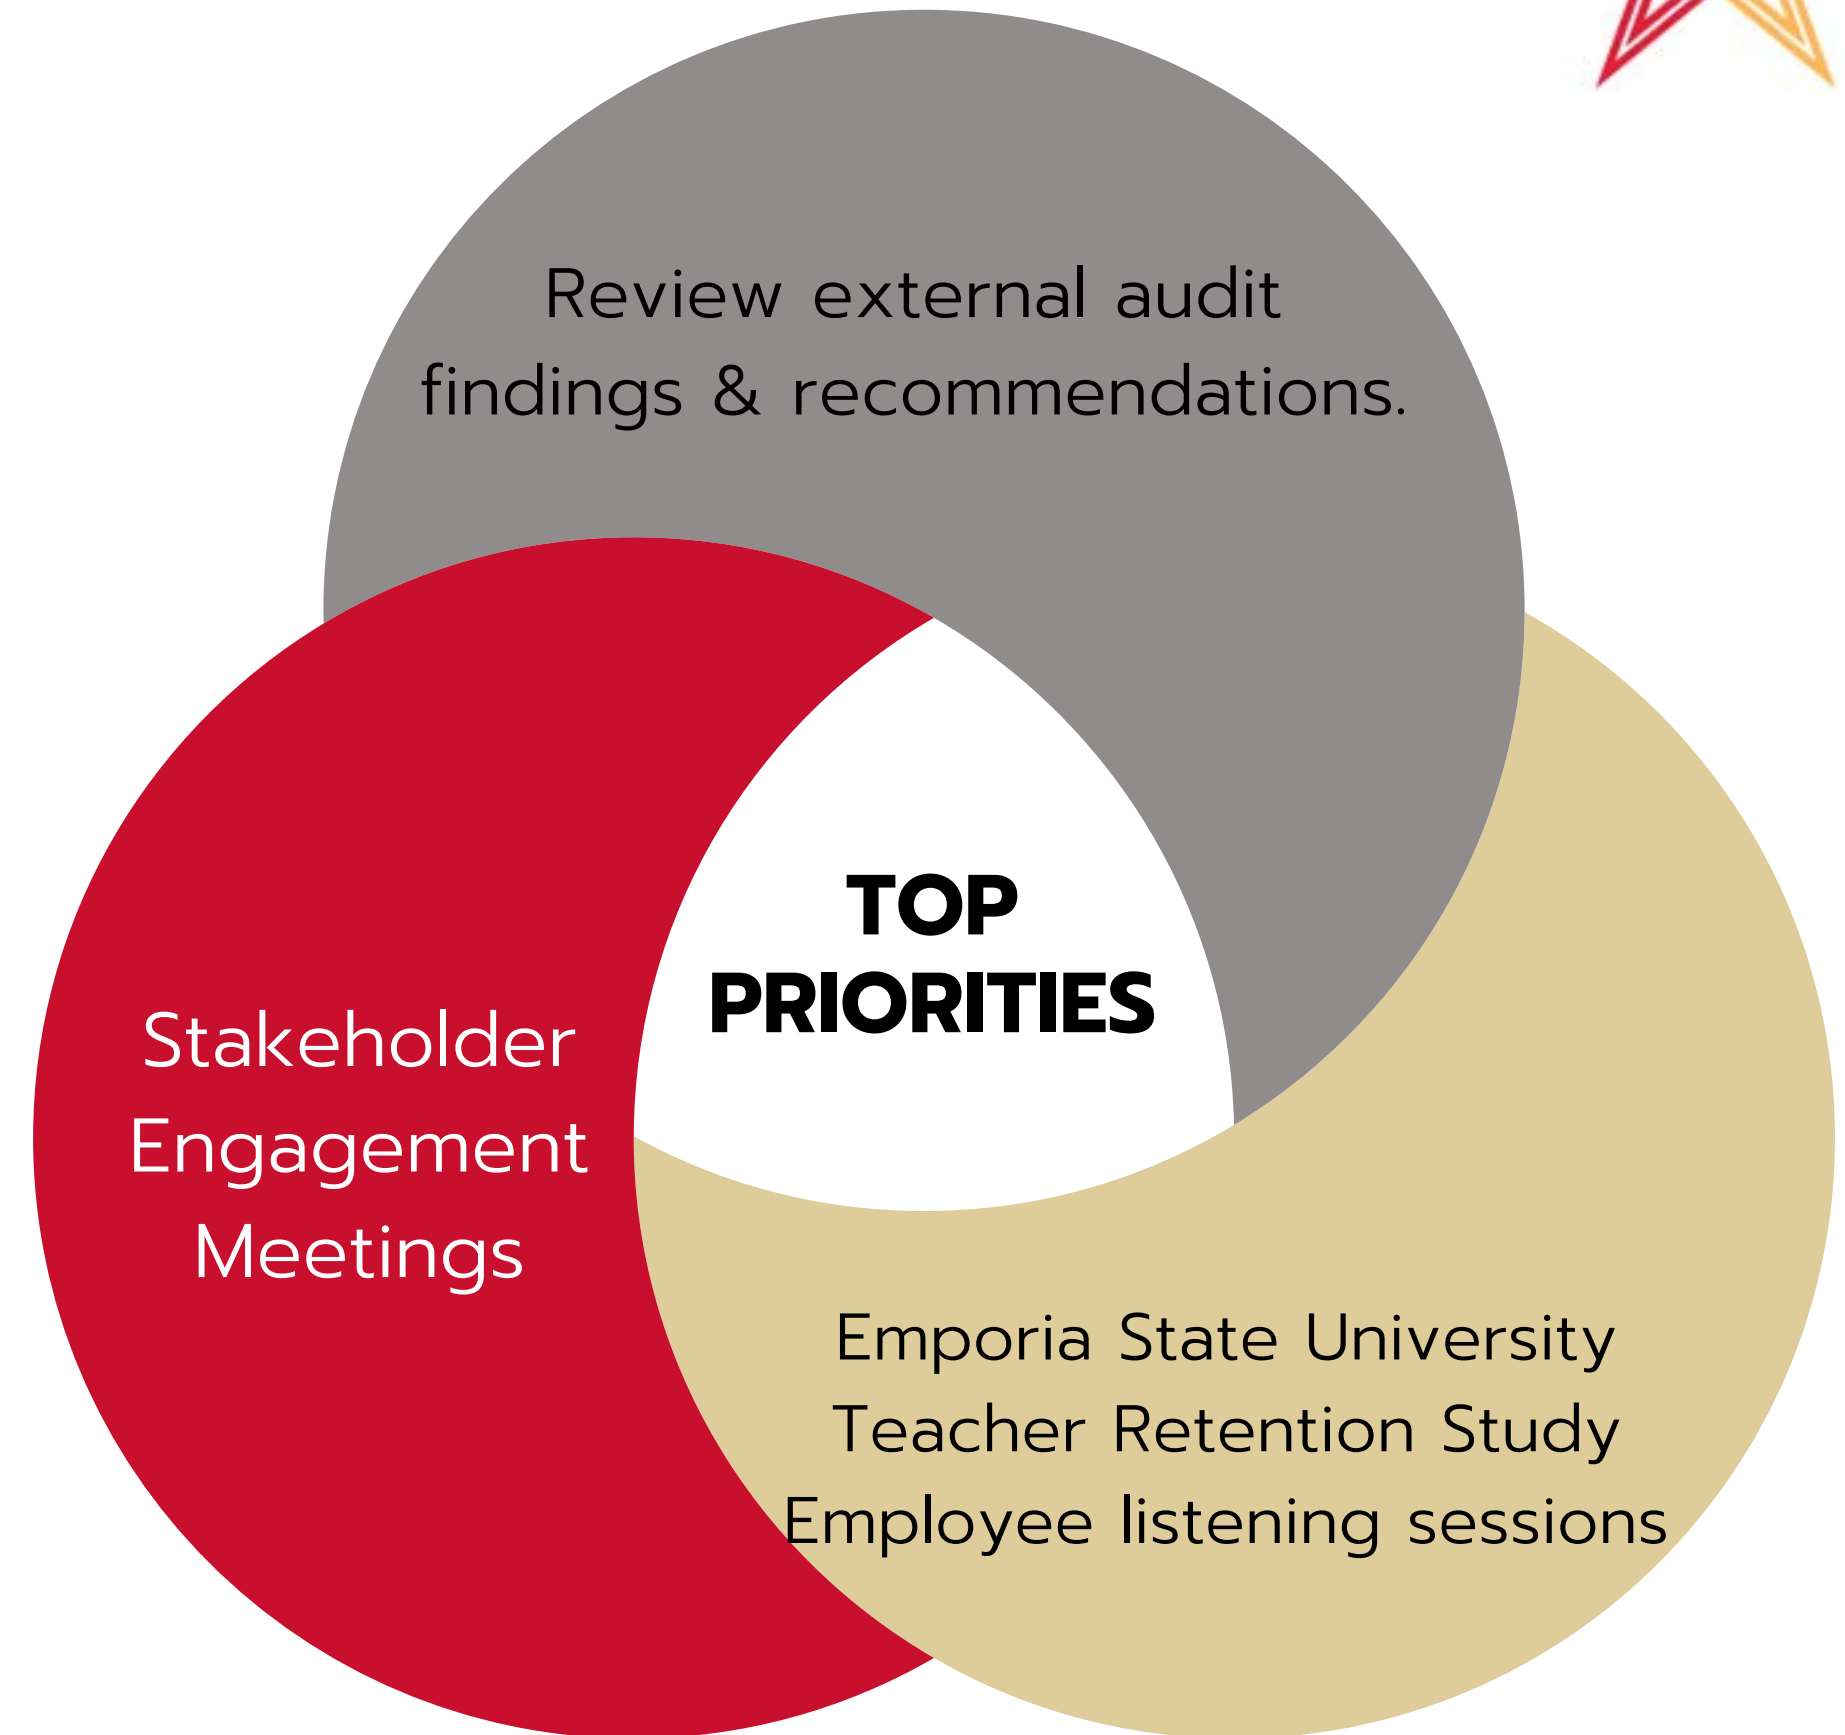 Review external audit
findings & recommendations.
TOP
PRIORITIES
Stakeholder
Engagement
Meetings
Emporia State University
Teacher Retention Study
Employee listening sessions